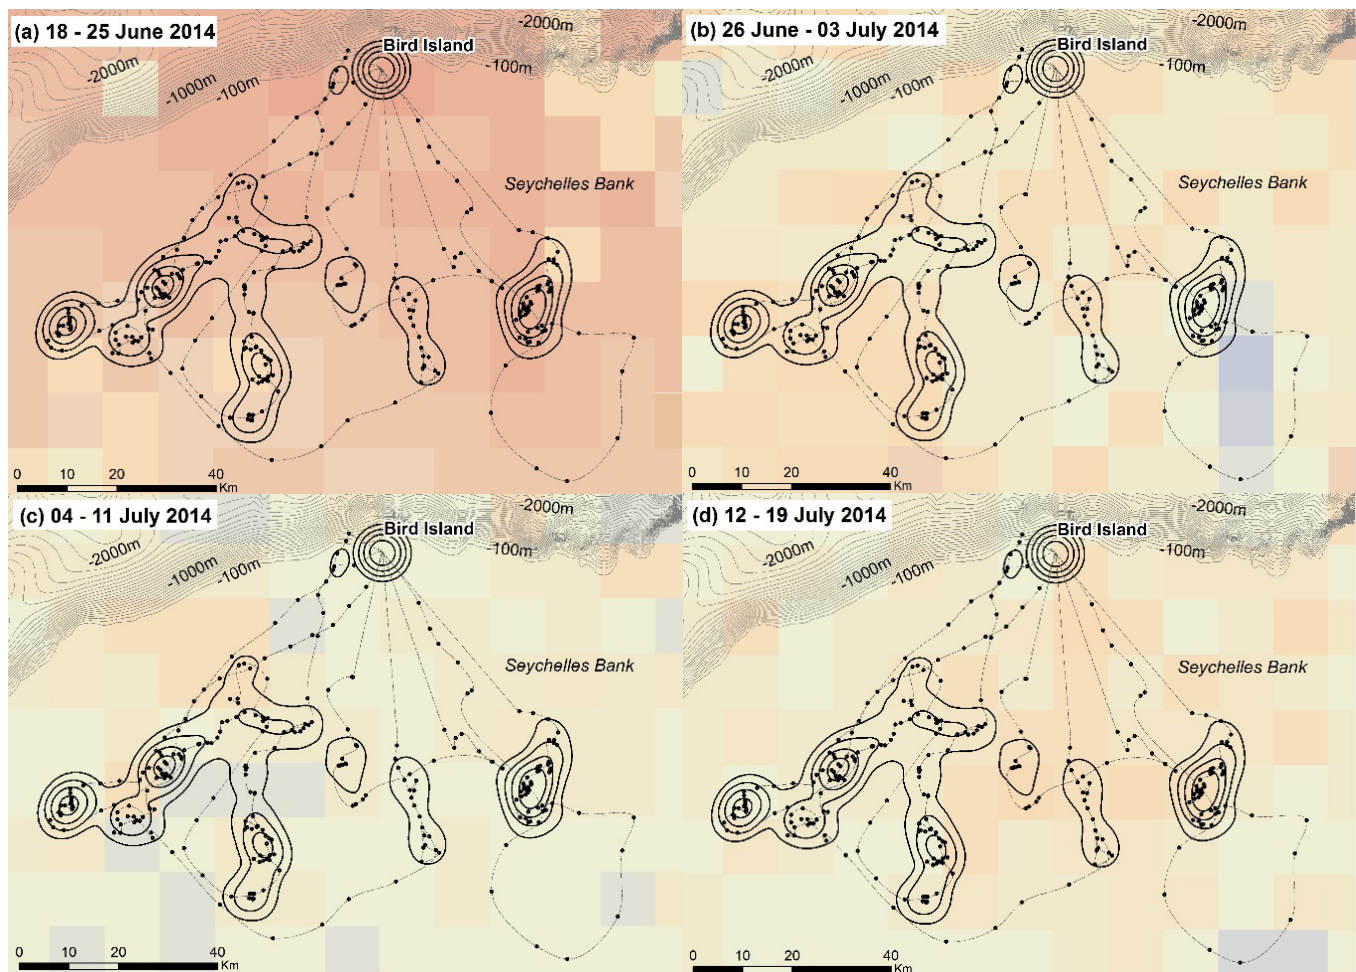 (a) 18 - 25 June 2014
-2000m
Bird Island
-2000m
-1000m
-100m
-100m
Seychelles Bank
0 10 20 40
Km
(b) 26 June - 03 July 2014
-2000m
Bird Island
-2000m
-1000m
-100m
-100m
Seychelles Bank
0 10 20 40
Km
(c) 04 - 11 July 2014
-2000m
Bird Island
-2000m
-1000m
-100m
-100m
Seychelles Bank
0 10 20 40
Km
(d) 12 - 19 July 2014
-2000m
Bird Island
-2000m
-1000m
-100m
-100m
Seychelles Bank
0 10 20 40
Km